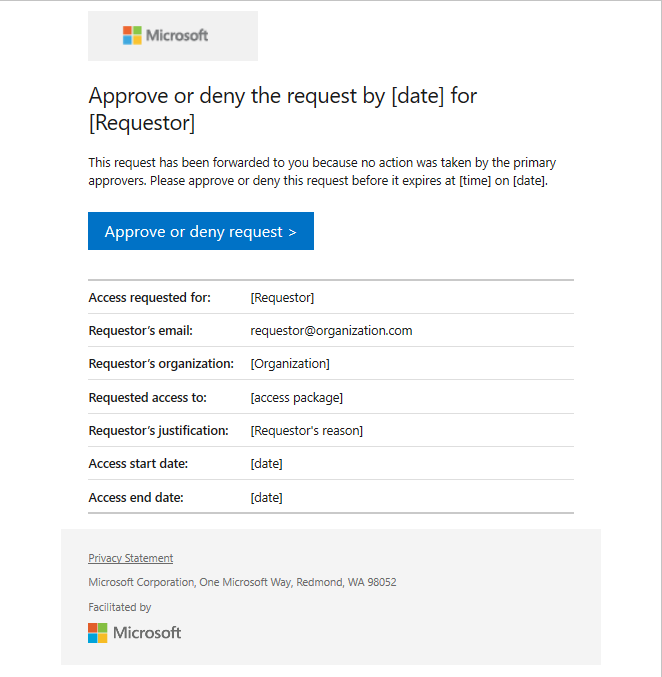 Microsoft
Approve or deny the request by [date] for
[Requestor]
This request has been forwarded to you because no action was taken by the primary
approvers. Please approve or deny this request before it expires at [time] on [date].
Approve or deny request >
Access requested for: [Requestor]
Requestor’s email: requestor@organization.com
Requestor’s organization: [Organization]
Requested access to: [access package]
Requestor’s justification: [Requestor's reason]
Access start date: [date]
Access end date: [date]
Privacy Statement
Microsoft Corporation, One Microsoft Way, Redmond, WA 98052
Facilitated by
Microsoft